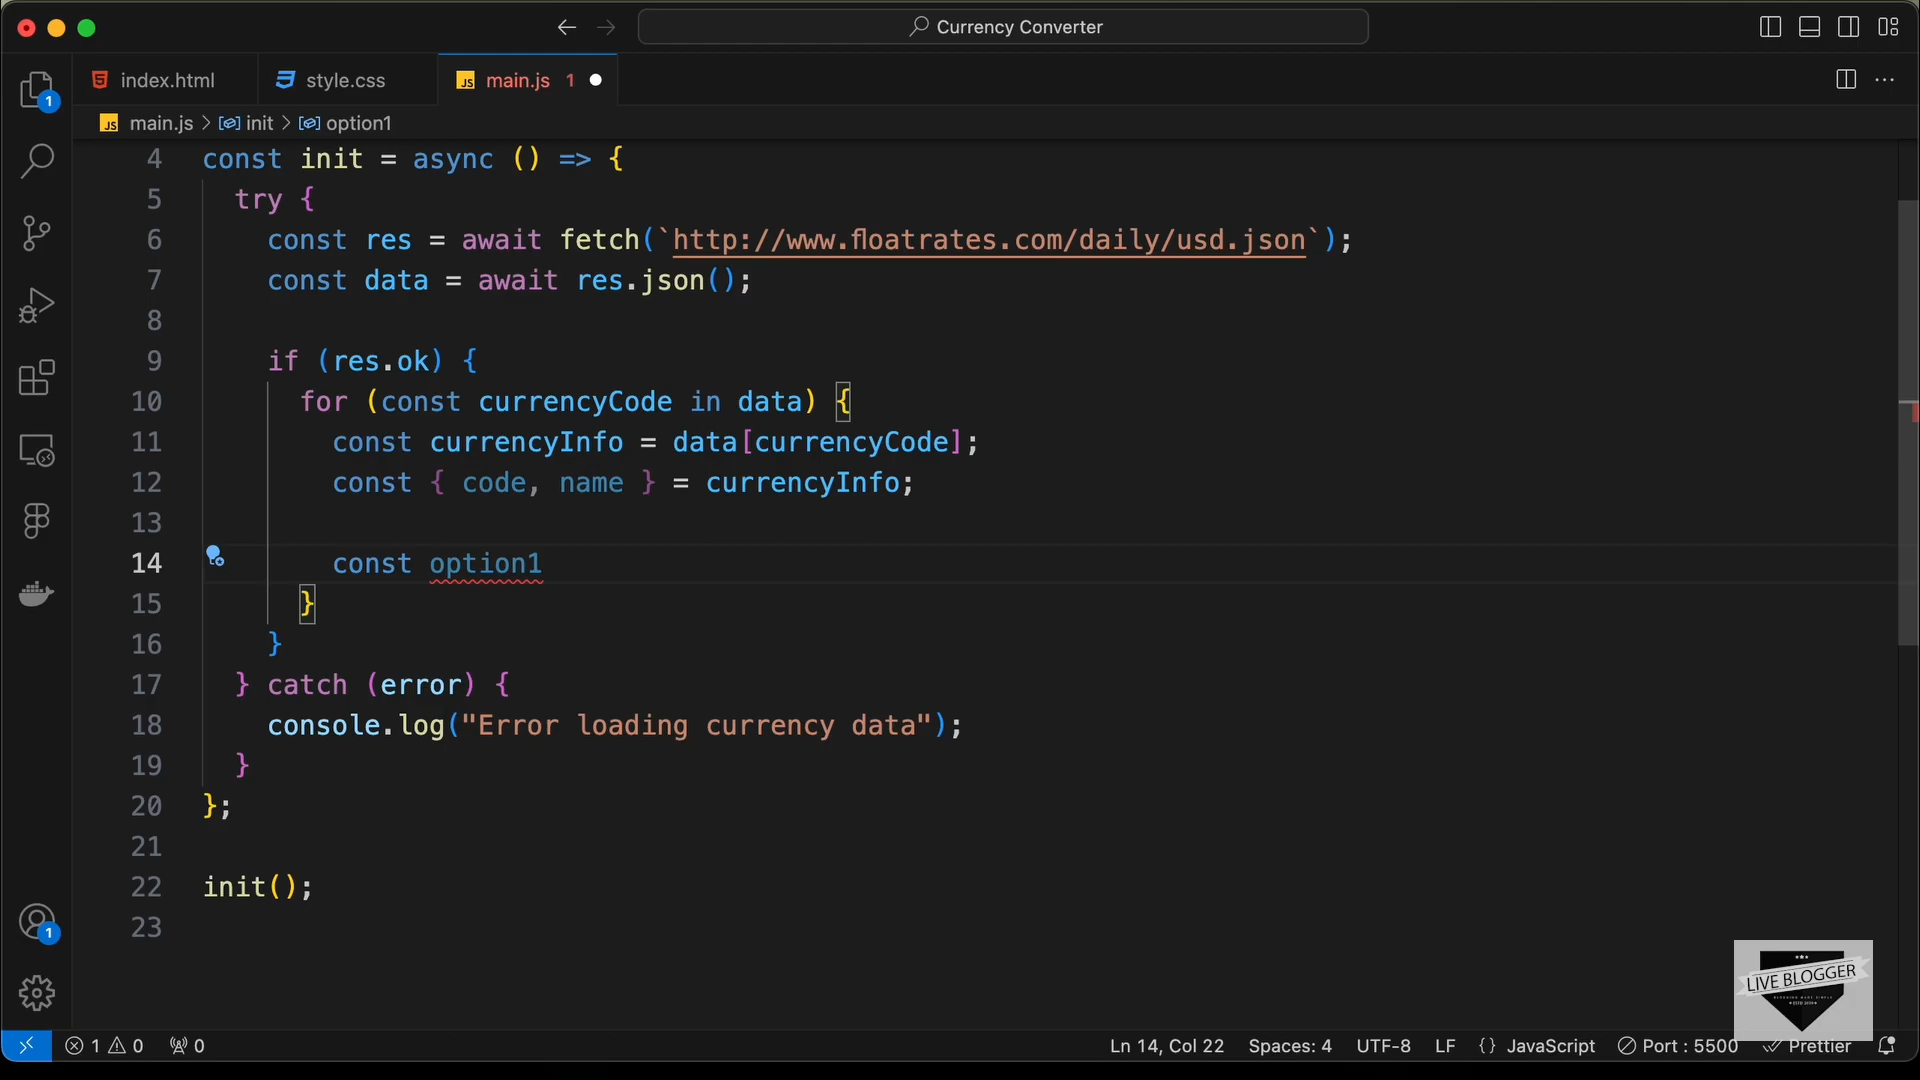 Currency Converter
index.html
style.css
JS main.js 1
JS main.js > init > option1
4 const init = async () => {
5 try {
6 const res = await fetch(`http://www.floatrates.com/daily/usd.json`);
7 const data = await res.json();
8
9 if (res.ok) {
10 for (const currencyCode in data) {
11 const currencyInfo = data[currencyCode];
12 const { code, name } = currencyInfo;
13
14 const option1
15 }
16 }
17 } catch (error) {
18 console.log("Error loading currency data");
19 }
20 };
21
22 init();
23
1
1
LIVE BLOGGER
1 0 0
Ln 14, Col 22 Spaces: 4 UTF-8 LF {} JavaScript Port : 5500 Prettier